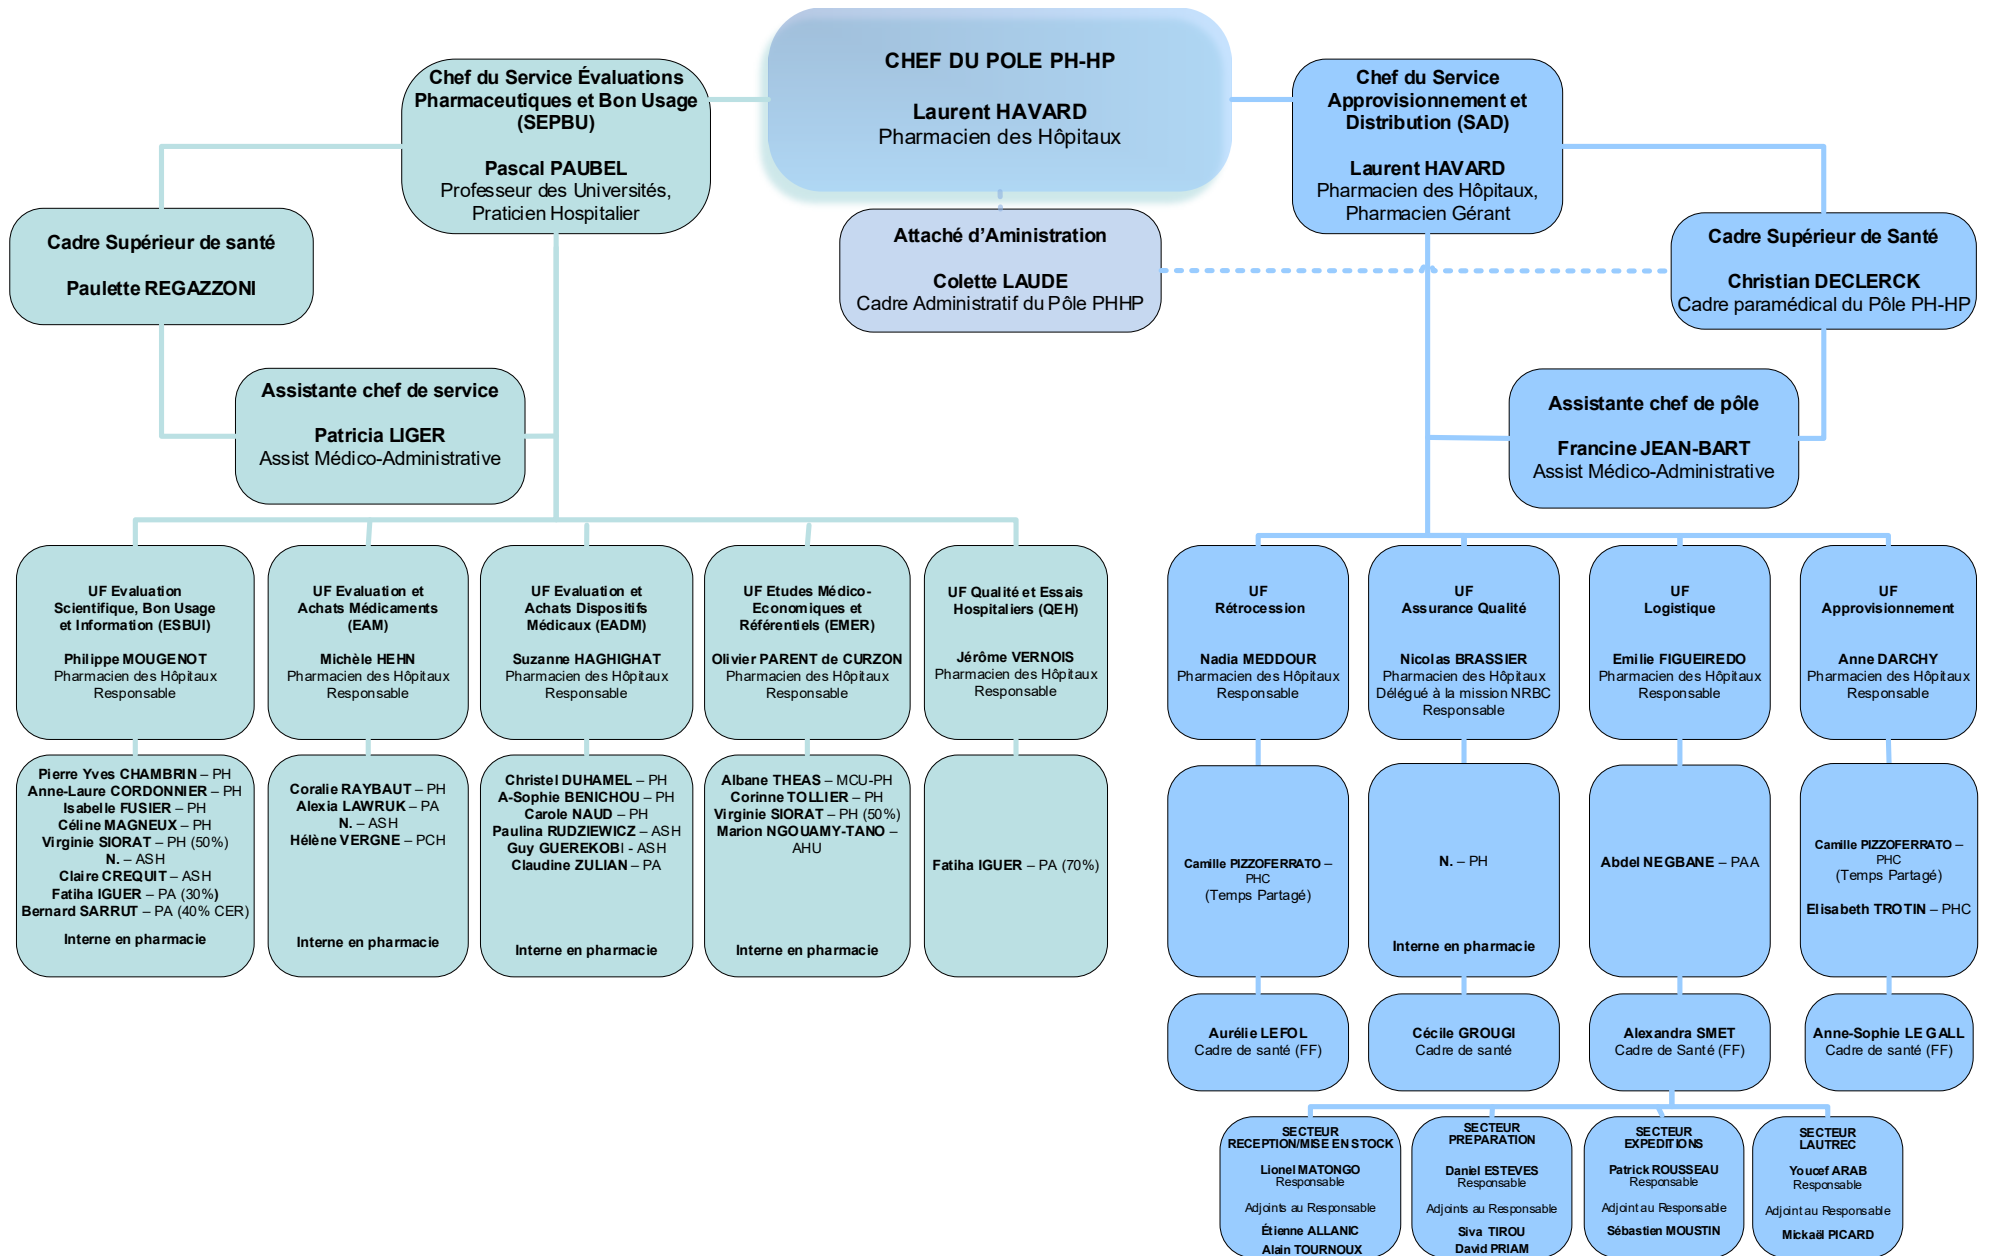 CHEF DU POLE PH-HP
Laurent HAVARD
Pharmacien des Hôpitaux
Chef du Service Évaluations
Pharmaceutiques et Bon Usage
(SEPBU)
Pascal PAUBEL
Professeur des Universités,
Praticien Hospitalier
Chef du Service
Approvisionnement et
Distribution (SAD)
Laurent HAVARD
Pharmacien des Hôpitaux,
Pharmacien Gérant
Cadre Supérieur de santé
Paulette REGAZZONI
Attaché d’Aministration
Colette LAUDE
Cadre Administratif du Pôle PHHP
Cadre Supérieur de Santé
Christian DECLERCK
Cadre paramédical du Pôle PH-HP
Assistante chef de service
Patricia LIGER
Assist Médico-Administrative
Assistante chef de pôle
Francine JEAN-BART
Assist Médico-Administrative
UF Evaluation
Scientifique, Bon Usage
et Information (ESBUI)
Philippe MOUGENOT
Pharmacien des Hôpitaux
Responsable
UF Evaluation et
Achats Médicaments
(EAM)
Michèle HEHN
Pharmacien des Hôpitaux
Responsable
UF Evaluation et
Achats Dispositifs
Médicaux (EADM)
Suzanne HAGHIGHAT
Pharmacien des Hôpitaux
Responsable
UF Etudes Médico-
Economiques et
Référentiels (EMER)
Olivier PARENT de CURZON
Pharmacien des Hôpitaux
Responsable
UF Qualité et Essais
Hospitaliers (QEH)
Jérôme VERNOIS
Pharmacien des Hôpitaux
Responsable
UF
Rétrocession
Nadia MEDDOUR
Pharmacien des Hôpitaux
Responsable
UF
Assurance Qualité
Nicolas BRASSIER
Pharmacien des Hôpitaux
Délégué à la mission NRBC
Responsable
UF
Logistique
Emilie FIGUEIREDO
Pharmacien des Hôpitaux
Responsable
UF
Approvisionnement
Anne DARCHY
Pharmacien des Hôpitaux
Responsable
Pierre Yves CHAMBRIN – PH
Anne-Laure CORDONNIER – PH
Isabelle FUSIER – PH
Céline MAGNEUX – PH
Virginie SIORAT – PH (50%)
N. – ASH
Claire CREQUIT – ASH
Fatiha IGUER – PA (30%)
Bernard SARRUT – PA (40% CER)
Interne en pharmacie
Coralie RAYBAUT – PH
Alexia LAWRUK – PA
N. – ASH
Hélène VERGNE – PCH
Interne en pharmacie
Christel DUHAMEL – PH
A-Sophie BENICHOU – PH
Carole NAUD – PH
Paulina RUDZIEWICZ – ASH
Guy GUEREKOBI - ASH
Claudine ZULIAN – PA
Interne en pharmacie
Albane THEAS – MCU-PH
Corinne TOLLIER – PH
Virginie SIORAT – PH (50%)
Marion NGOUAMY-TANO –
AHU
Interne en pharmacie
Fatiha IGUER – PA (70%)
Camille PIZZOFERRATO –
PHC
(Temps Partagé)
N. – PH
Interne en pharmacie
Abdel NEGBANE – PAA
Camille PIZZOFERRATO –
PHC
(Temps Partagé)
Elisabeth TROTIN – PHC
Aurélie LEFOL
Cadre de santé (FF)
Cécile GROUGI
Cadre de santé
Alexandra SMET
Cadre de Santé (FF)
Anne-Sophie LE GALL
Cadre de santé (FF)
SECTEUR
RECEPTION/MISE EN STOCK
Lionel MATONGO
Responsable
Adjoints au Responsable
Étienne ALLANIC
Alain TOURNOUX
SECTEUR
PREPARATION
Daniel ESTEVES
Responsable
Adjoints au Responsable
Siva TIROU
David PRIAM
SECTEUR
EXPEDITIONS
Patrick ROUSSEAU
Responsable
Adjoint au Responsable
Sébastien MOUSTIN
SECTEUR
LAUTREC
Youcef ARAB
Responsable
Adjoint au Responsable
Mickaël PICARD